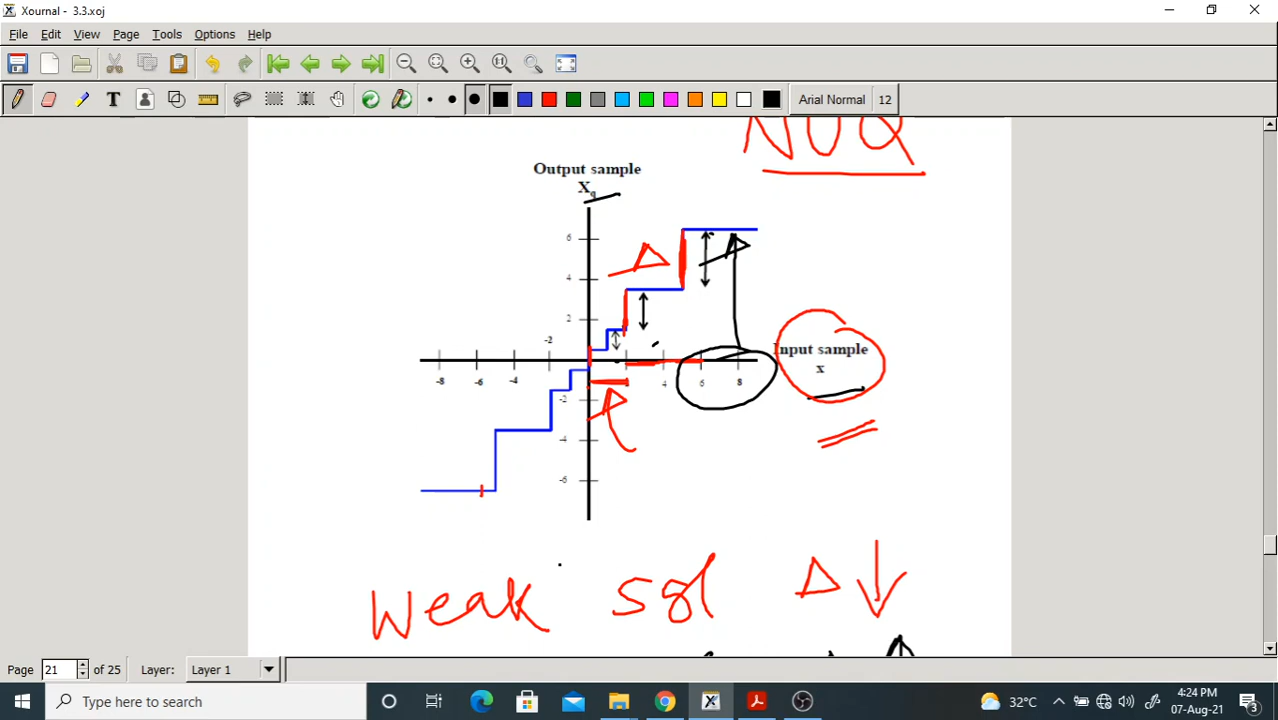 Xournal - 3.3.xoj
File Edit View Page Tools Options Help
T Arial Normal 12
NUQ
Output sample
Xq
6
4
2
Δ Δ
-2
Input sample
x
-8 -6 -4 4 6 8
-2
-4
-6
Δ
Weak sgl Δ ↓
Page 21 of 25 Layer: Layer 1
Type here to search
32°C
4:24 PM
07-Aug-21
3